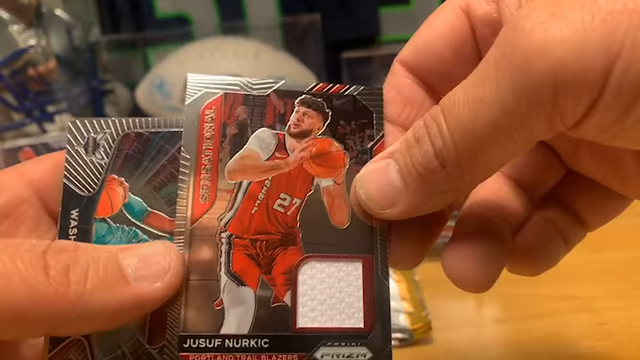 SENSATIONAL
27
WASH
JUSUF NURKIC
PORTLAND TRAIL BLAZERS
PANINI
PRIZM